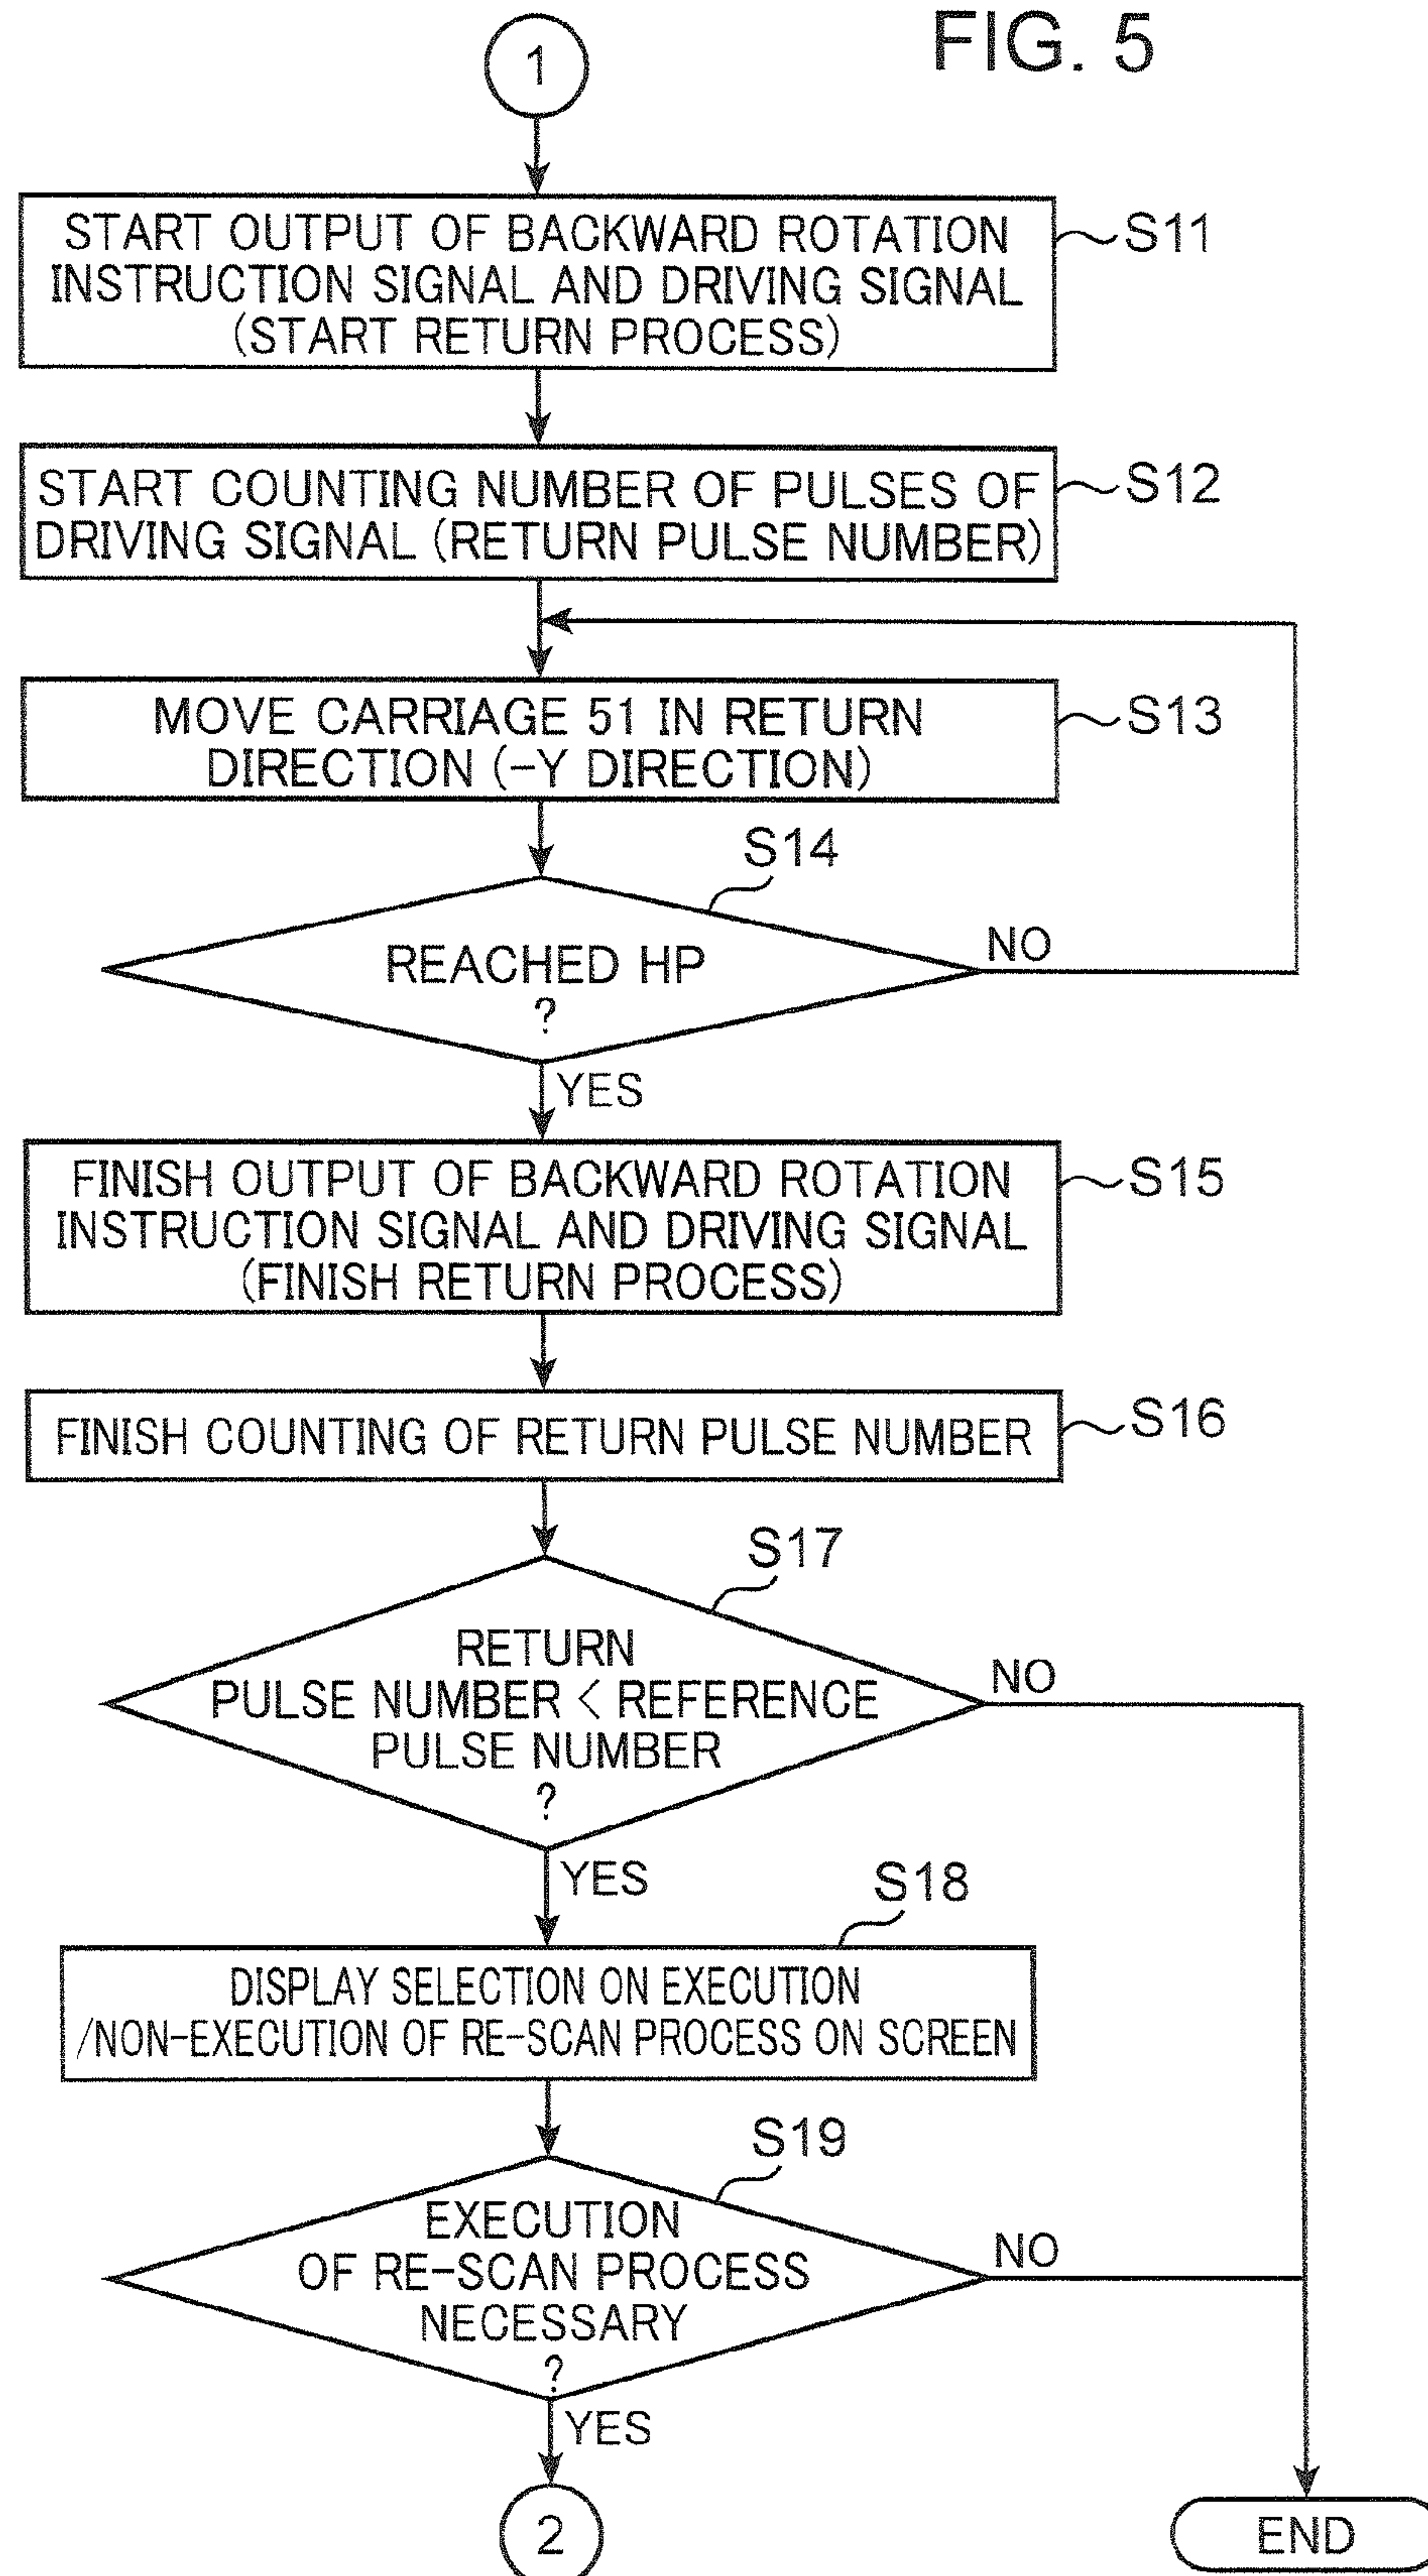 FIG. 5
1
START OUTPUT OF BACKWARD ROTATION
INSTRUCTION SIGNAL AND DRIVING SIGNAL
(START RETURN PROCESS)
S11
START COUNTING NUMBER OF PULSES OF
DRIVING SIGNAL (RETURN PULSE NUMBER)
S12
MOVE CARRIAGE 51 IN RETURN
DIRECTION (-Y DIRECTION)
S13
S14
REACHED HP
?
NO
YES
FINISH OUTPUT OF BACKWARD ROTATION
INSTRUCTION SIGNAL AND DRIVING SIGNAL
(FINISH RETURN PROCESS)
S15
FINISH COUNTING OF RETURN PULSE NUMBER
S16
S17
RETURN
PULSE NUMBER < REFERENCE
PULSE NUMBER
?
NO
YES
S18
DISPLAY SELECTION ON EXECUTION
/NON-EXECUTION OF RE-SCAN PROCESS ON SCREEN
S19
EXECUTION
OF RE-SCAN PROCESS
NECESSARY
?
NO
YES
2
END